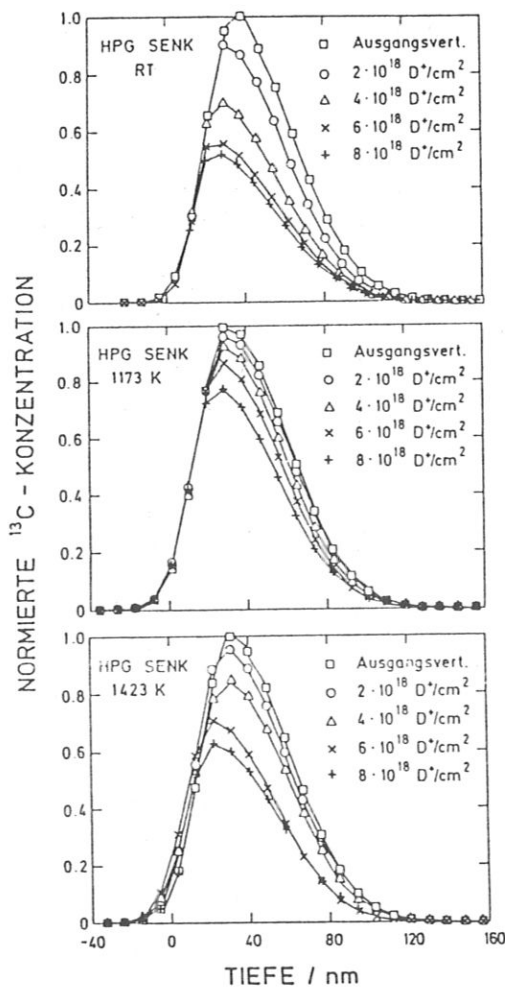 HPG SENK
RT
□ Ausgangsvert.
○ 2·10¹⁸ D⁺/cm²
△ 4·10¹⁸ D⁺/cm²
× 6·10¹⁸ D⁺/cm²
+ 8·10¹⁸ D⁺/cm²
1.0
0.8
0.6
0.4
0.2
0
HPG SENK
1173 K
□ Ausgangsvert.
○ 2·10¹⁸ D⁺/cm²
△ 4·10¹⁸ D⁺/cm²
× 6·10¹⁸ D⁺/cm²
+ 8·10¹⁸ D⁺/cm²
1.0
0.8
0.6
0.4
0.2
0
HPG SENK
1423 K
□ Ausgangsvert.
○ 2·10¹⁸ D⁺/cm²
△ 4·10¹⁸ D⁺/cm²
× 6·10¹⁸ D⁺/cm²
+ 8·10¹⁸ D⁺/cm²
1.0
0.8
0.6
0.4
0.2
0
-40 0 40 80 120 160
TIEFE / nm
NORMIERTE ¹³C - KONZENTRATION